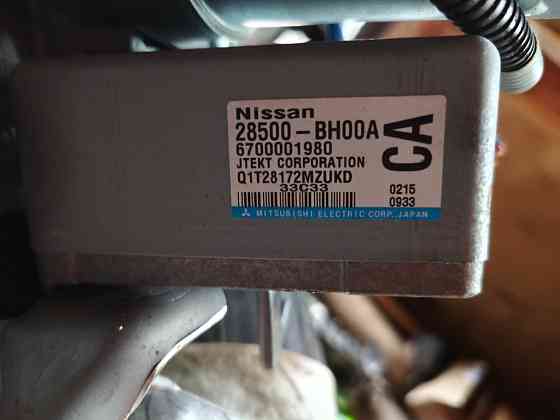 Nissan
28500-BH00A
6700001980
JTEKT CORPORATION
Q1T28172MZUKD
33C33
CA
0215
0933
MITSUBISHI ELECTRIC CORP., JAPAN